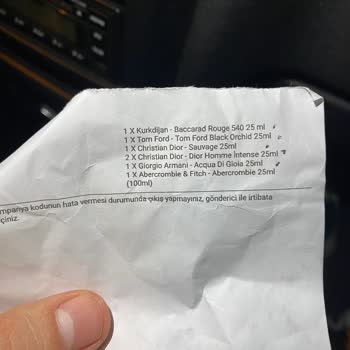 1 X Kurkdijan - Baccarad Rouge 540 25 ml
1 X Tom Ford - Tom Ford Black Orchid 25ml
1 X Christian Dior - Sauvage 25ml
2 X Christian Dior - Dior Homme Intense 25ml
1 X Giorgio Armani - Acqua Di Gioia 25ml
1 X Abercrombie & Fitch - Abercrombie 25ml
(100ml)
mpanya kodunun hata vermesi durumunda çıkış yapmayınız, gönderici ile irtibata
çiniz.